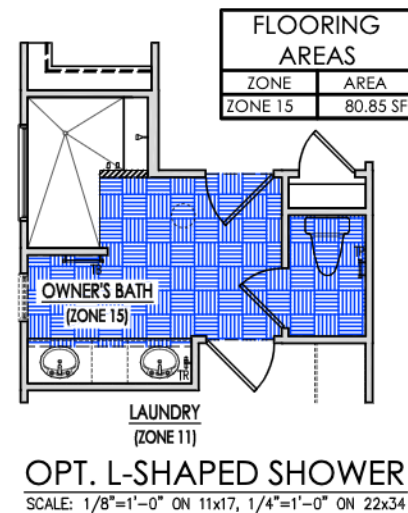 FLOORING
AREAS
ZONE AREA
ZONE 15 80.85 SF
OWNER'S BATH
(ZONE 15)
TR
LAUNDRY
(ZONE 11)
OPT. L-SHAPED SHOWER
SCALE: 1/8"=1'-0" ON 11x17, 1/4"=1'-0" ON 22x34